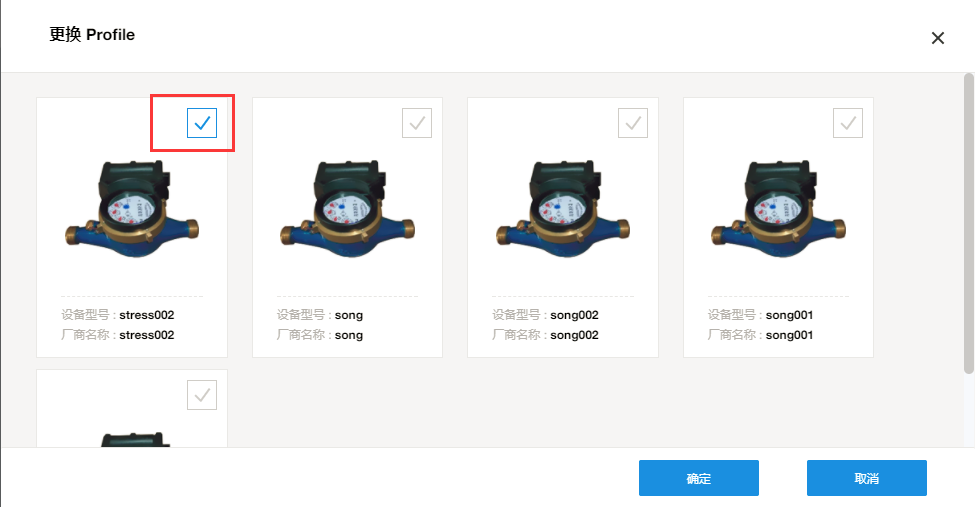 更换 Profile
设备型号 : stress002
厂商名称 : stress002
设备型号 : song
厂商名称 : song
设备型号 : song002
厂商名称 : song002
设备型号 : song001
厂商名称 : song001
确定
取消